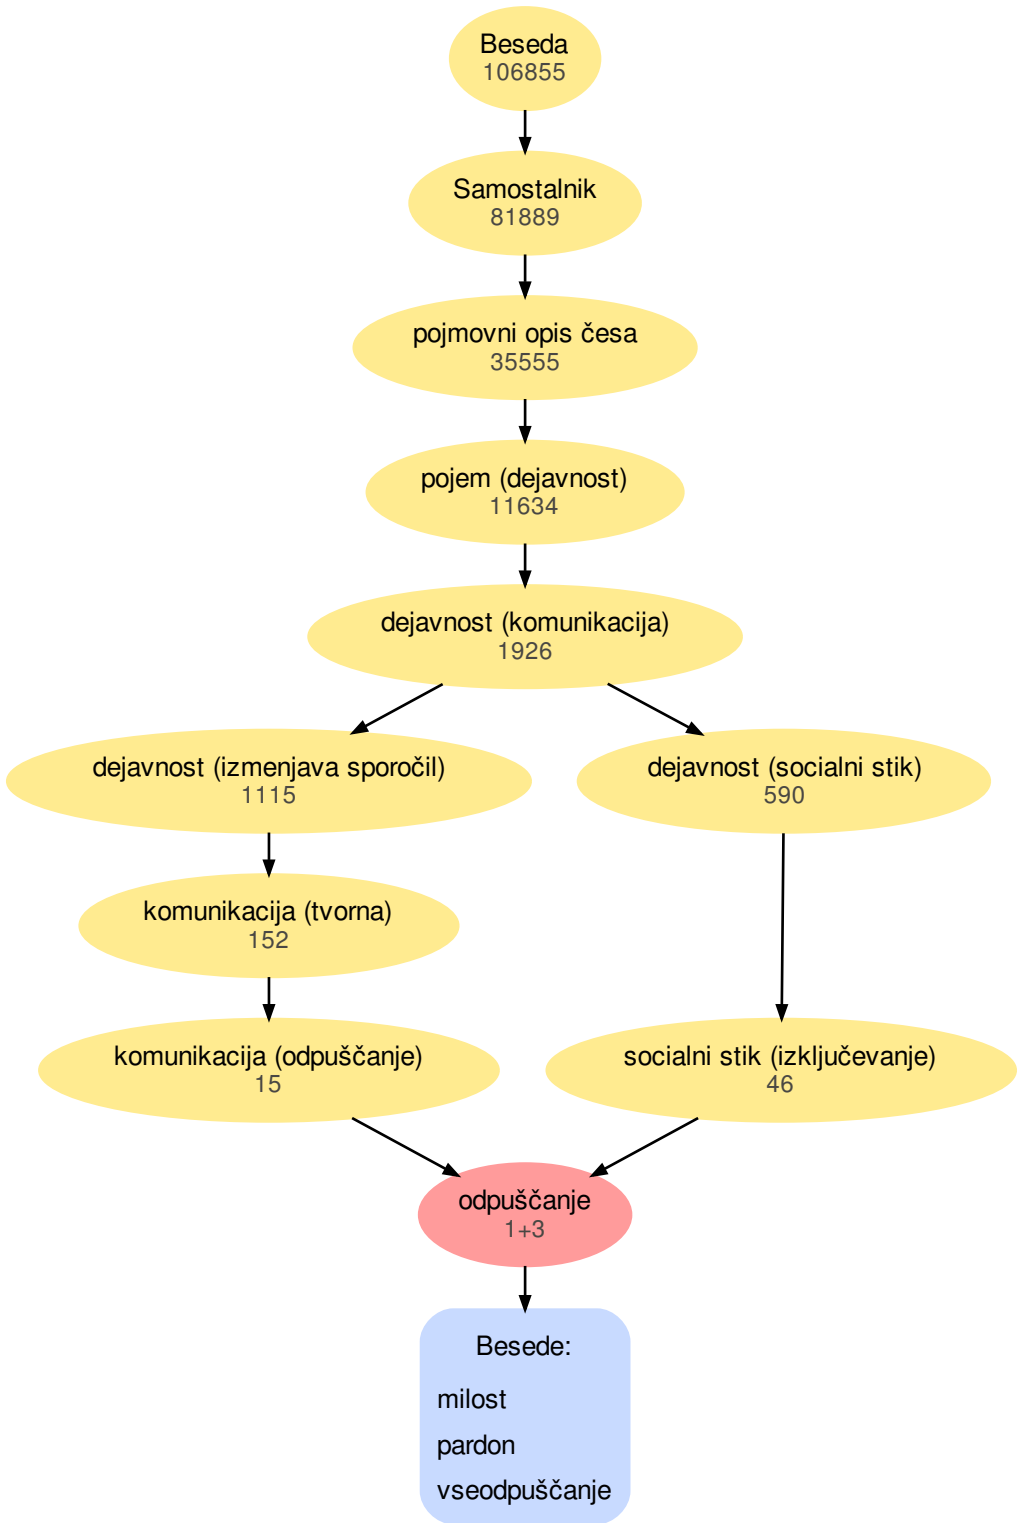 Beseda
106855
Samostalnik
81889
pojmovni opis česa
35555
pojem (dejavnost)
11634
dejavnost (komunikacija)
1926
dejavnost (izmenjava sporočil)
1115
dejavnost (socialni stik)
590
komunikacija (tvorna)
152
komunikacija (odpuščanje)
15
socialni stik (izključevanje)
46
odpuščanje
1+3
Besede:
milost
pardon
vseodpuščanje